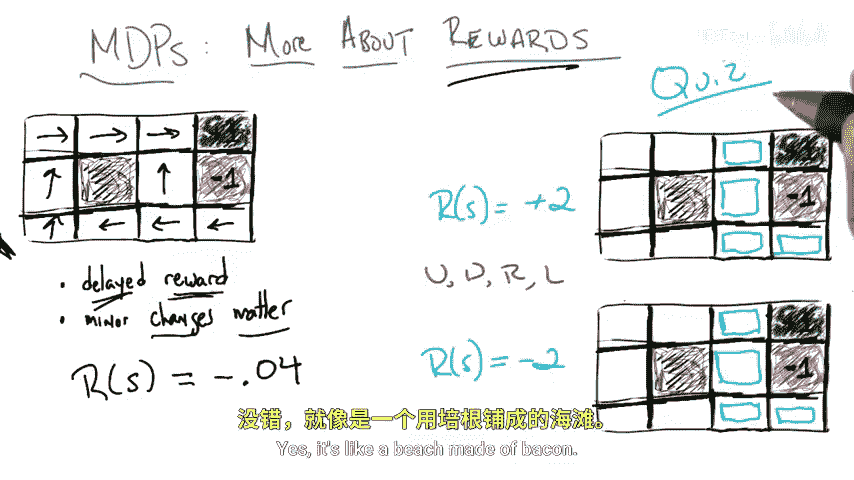 MDPs: MORE ABOUT REWARDS
Quiz
-1
• delayed reward
• minor changes matter
R(s) = -.04
R(s) = +2
U, D, R, L
R(s) = -2
-1
-1
没错，就像是一个用培根铺成的海滩。
Yes, it's like a beach made of bacon.